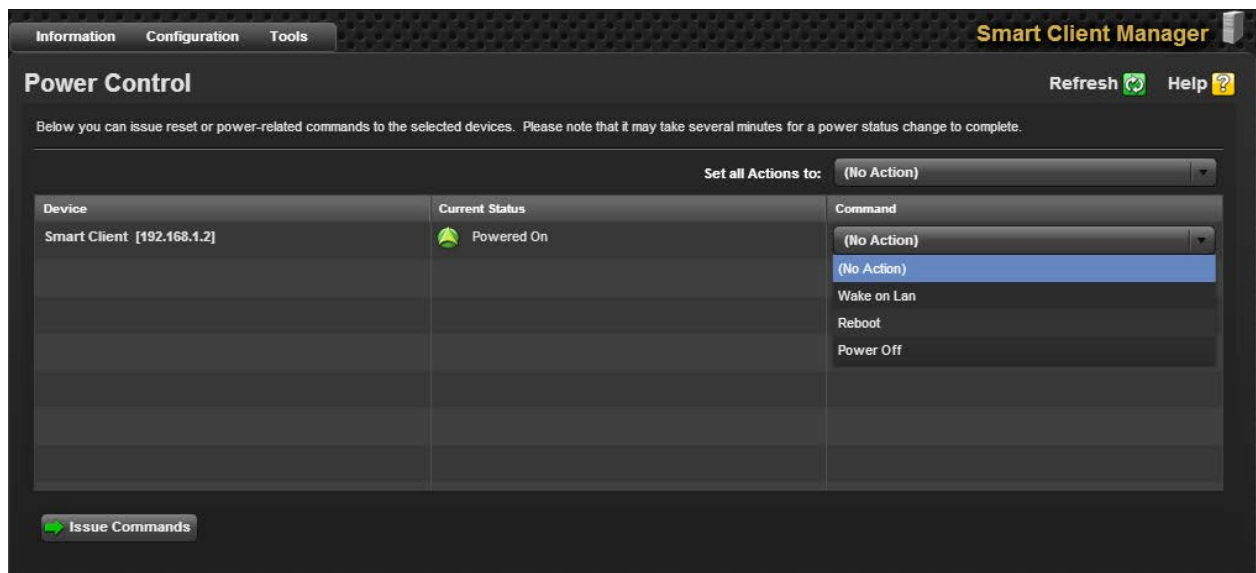 Information Configuration Tools
Smart Client Manager
Power Control
Refresh Help ?
Below you can issue reset or power-related commands to the selected devices. Please note that it may take several minutes for a power status change to complete.
Set all Actions to: (No Action)
Device Current Status Command
Smart Client [192.168.1.2] Powered On (No Action)
(No Action)
Wake on Lan
Reboot
Power Off
Issue Commands